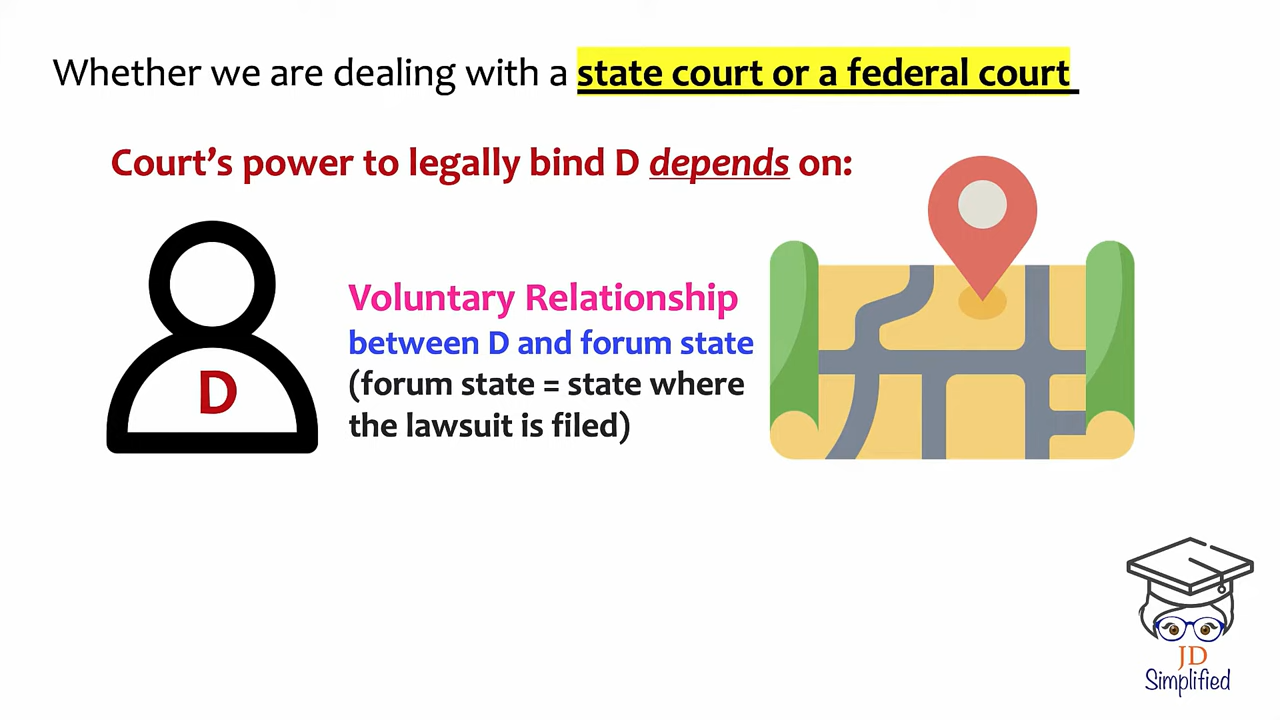 Whether we are dealing with a state court or a federal court
Court’s power to legally bind D depends on:
D
Voluntary Relationship
between D and forum state
(forum state = state where
the lawsuit is filed)
JD
Simplified